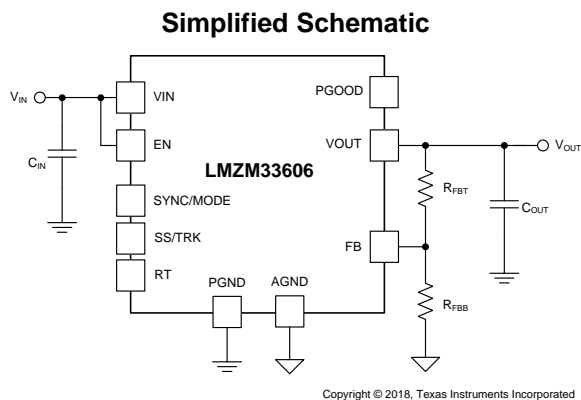 Simplified Schematic
VIN
VIN
PGOOD
EN
VOUT
VOUT
CIN
LMZM33606
RFBT
SYNC/MODE
COUT
SS/TRK
FB
RT
PGND
AGND
RFBB
Copyright © 2018, Texas Instruments Incorporated